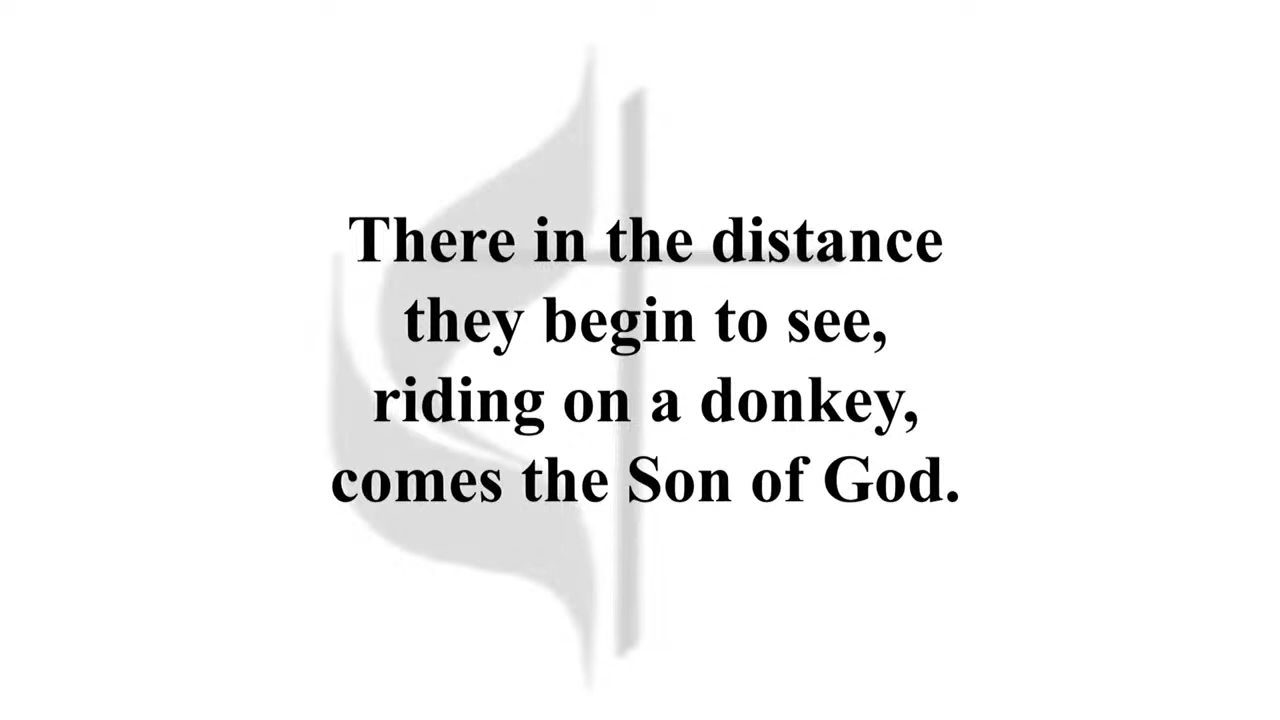 There in the distance
they begin to see,
riding on a donkey,
comes the Son of God.